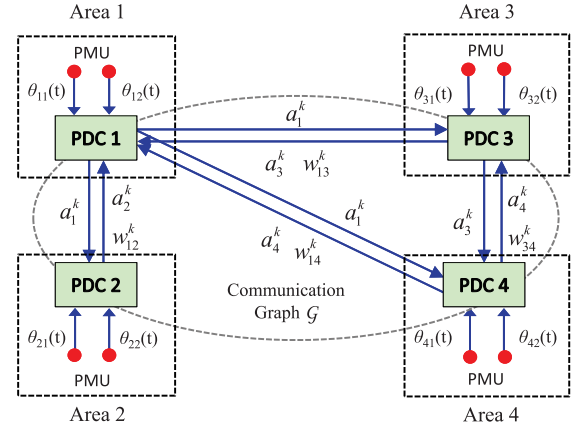 Area 1
Area 3
PMU
PMU
θ₁₁(t) θ₁₂(t)
θ₃₁(t) θ₃₂(t)
a₁ᵏ
PDC 1
PDC 3
a₃ᵏ w₁₃ᵏ
a₁ᵏ
a₂ᵏ
w₁₂ᵏ
a₁ᵏ
a₄ᵏ w₁₄ᵏ
a₃ᵏ
a₄ᵏ
w₃₄ᵏ
PDC 2
PDC 4
Communication
Graph 𝒢
θ₂₁(t) θ₂₂(t)
θ₄₁(t) θ₄₂(t)
PMU
PMU
Area 2
Area 4